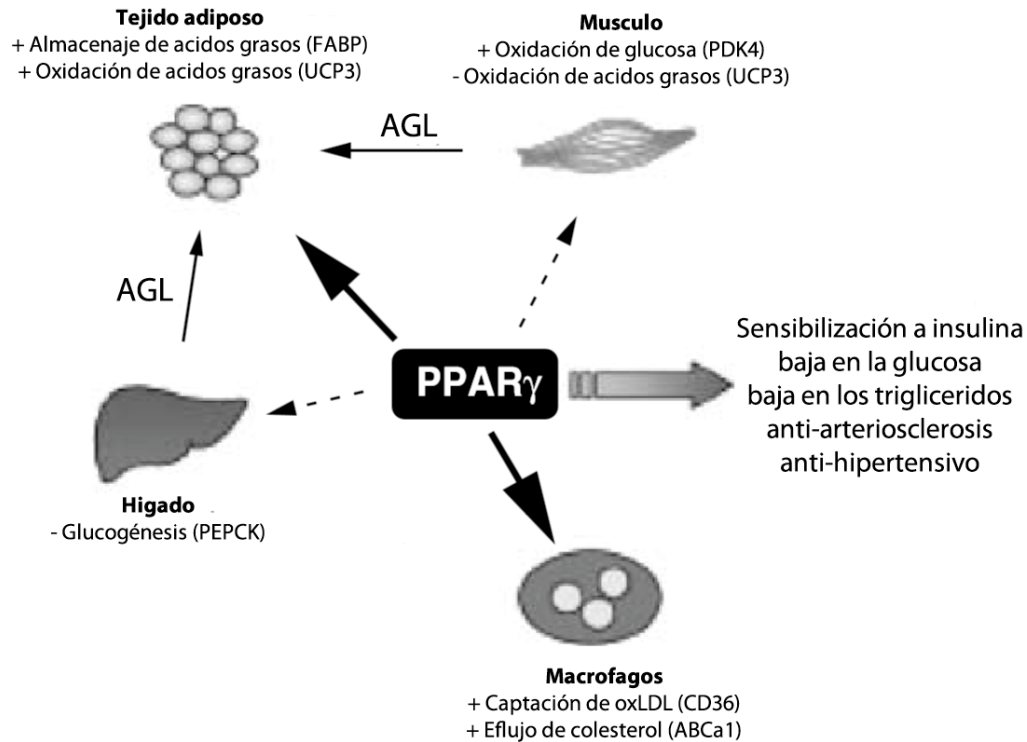 Tejido adiposo
+ Almacenaje de acidos grasos (FABP)
+ Oxidación de acidos grasos (UCP3)
Musculo
+ Oxidación de glucosa (PDK4)
- Oxidación de acidos grasos (UCP3)
AGL
AGL
PPARγ
Sensibilización a insulina
baja en la glucosa
baja en los trigliceridos
anti-arteriosclerosis
anti-hipertensivo
Higado
- Glucogénesis (PEPCK)
Macrofagos
+ Captación de oxLDL (CD36)
+ Eflujo de colesterol (ABCa1)